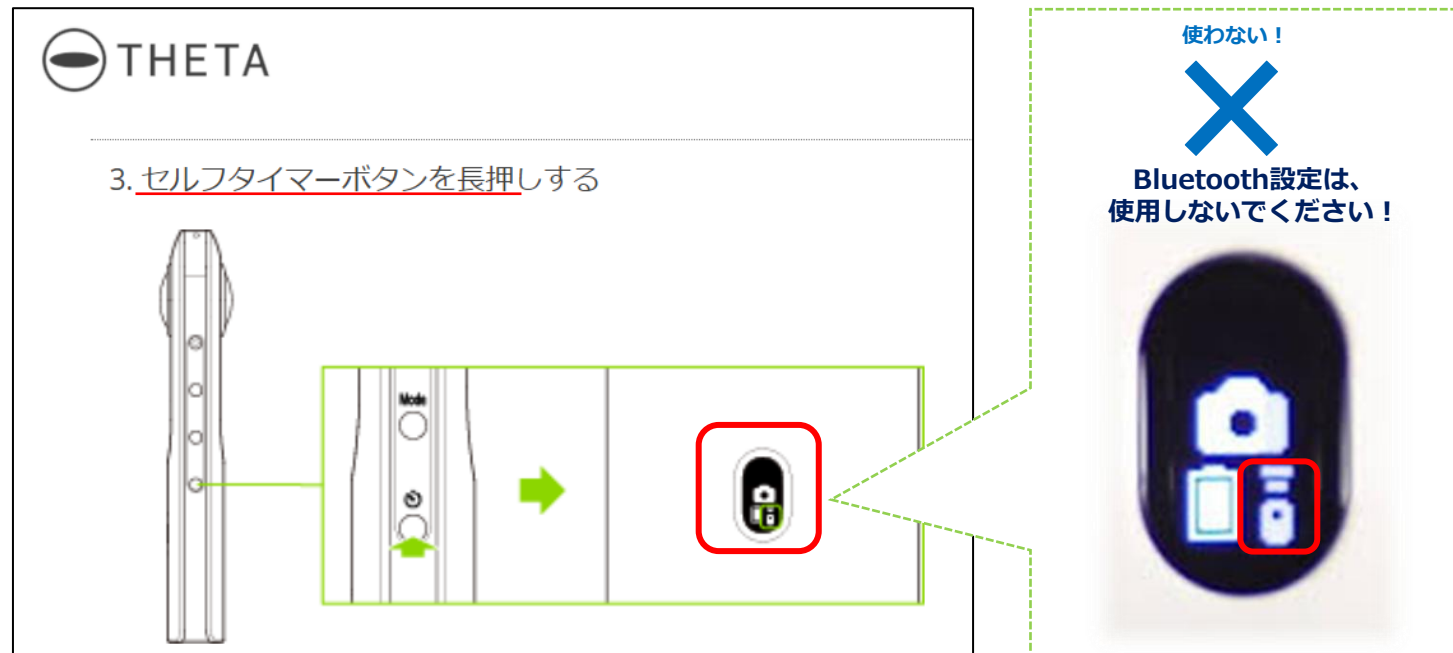 THETA
3. セルフタイマーボタンを長押しする
Mode
使わない！
Bluetooth設定は、
使用しないでください！